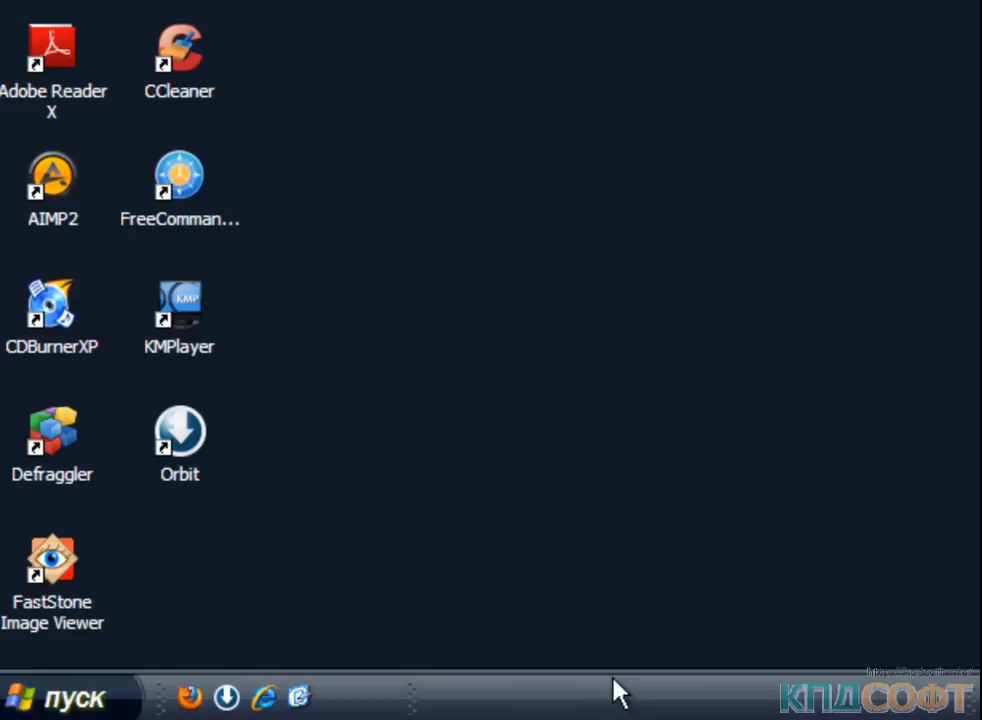 Adobe Reader
X
CCleaner
AIMP2
FreeComman...
CDBurnerXP
KMP
KMPlayer
Defraggler
Orbit
FastStone
Image Viewer
пуск
КПДСОФТ